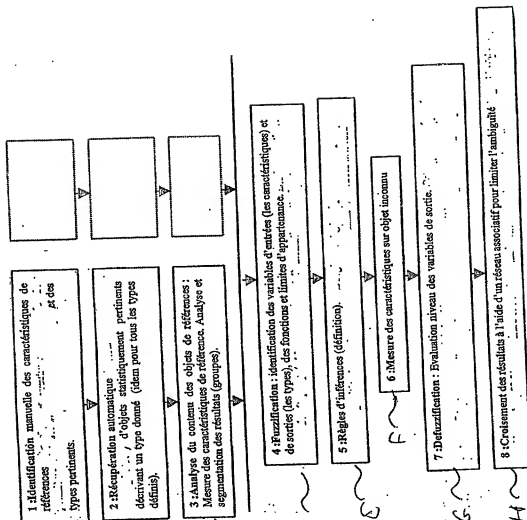 1 :Identification manuelle des caractéristiques de
références et des
types pertinents.
2 :Récupération automatique
d'objets statistiquement pertinents
décrivant un type donné (idem pour tous les types
définis).
3 :Analyse du contenu des objets de références :
Mesure des caractéristiques de référence. Analyse et
segmentation des résultats (groupes).
4 :Fuzzification : identification des variables d'entrées (les caractéristiques) et
de sorties (les types), des fonctions et limites d'appartenance.
5 :Règles d'inférences (définition).
6 :Mesure des caractéristiques sur objet inconnu
F
7 :Defuzzification : Evaluation niveau des variables de sortie.
G
8 :Croisement des résultats à l'aide d'un réseau associatif pour limiter l'ambiguïté
H